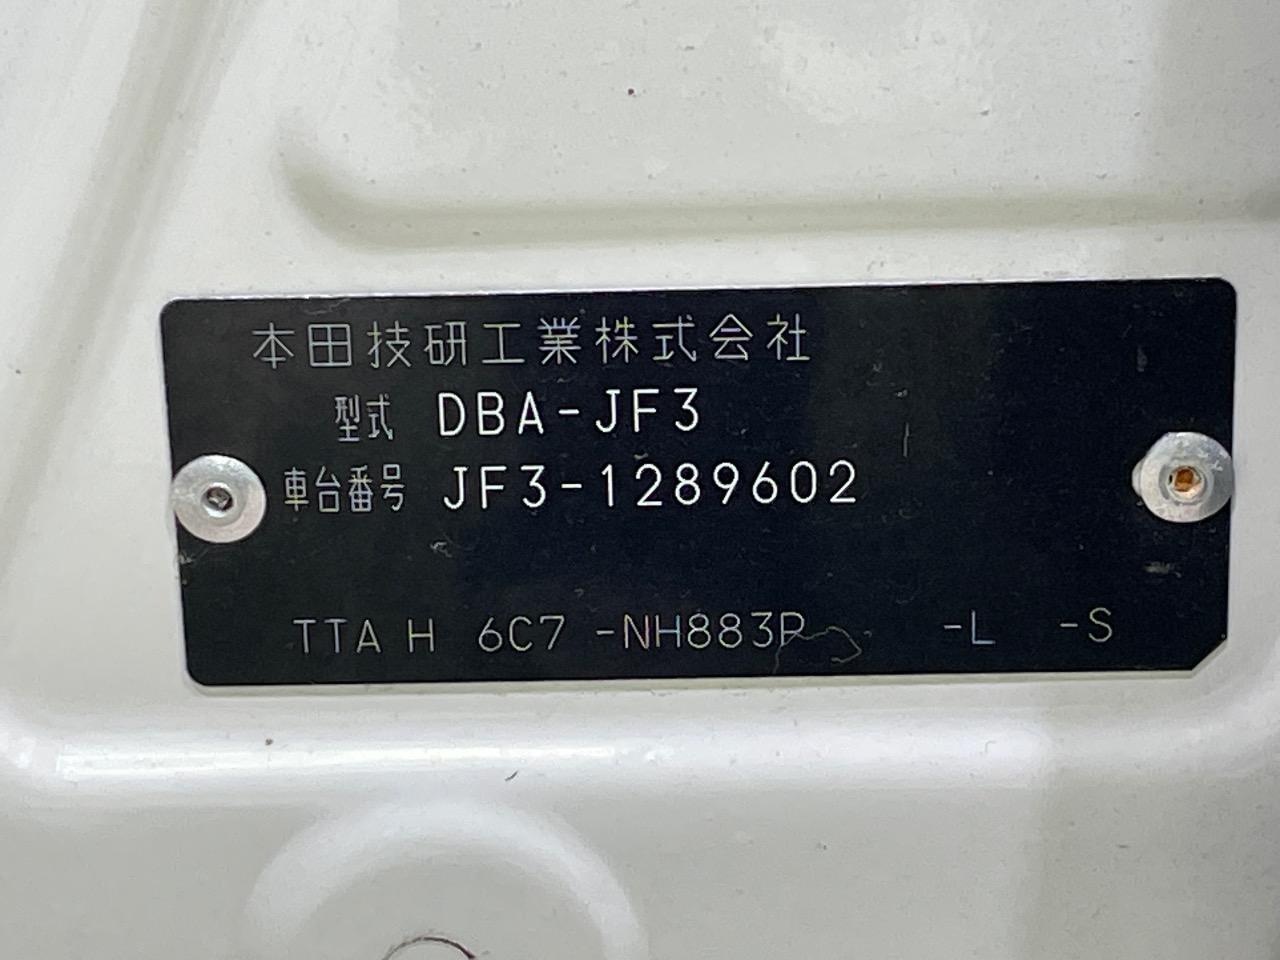 本田技研工業株式会社
型式 DBA-JF3
車台番号 JF3-1289602
TTA H 6C7 -NH883P -L -S